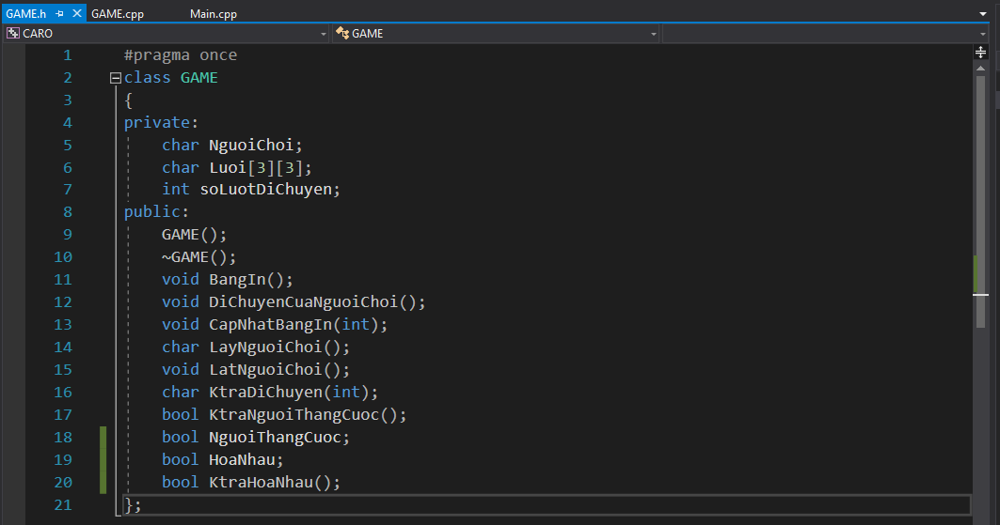 GAME.h GAME.cpp Main.cpp
CARO GAME
1 #pragma once
2 class GAME
3 {
4 private:
5 char NguoiChoi;
6 char Luoi[3][3];
7 int soLuotDiChuyen;
8 public:
9 GAME();
10 ~GAME();
11 void BangIn();
12 void DiChuyenCuaNguoiChoi();
13 void CapNhatBangIn(int);
14 char LayNguoiChoi();
15 void LatNguoiChoi();
16 char KtraDiChuyen(int);
17 bool KtraNguoiThangCuoc();
18 bool NguoiThangCuoc;
19 bool HoaNhau;
20 bool KtraHoaNhau();
21 };